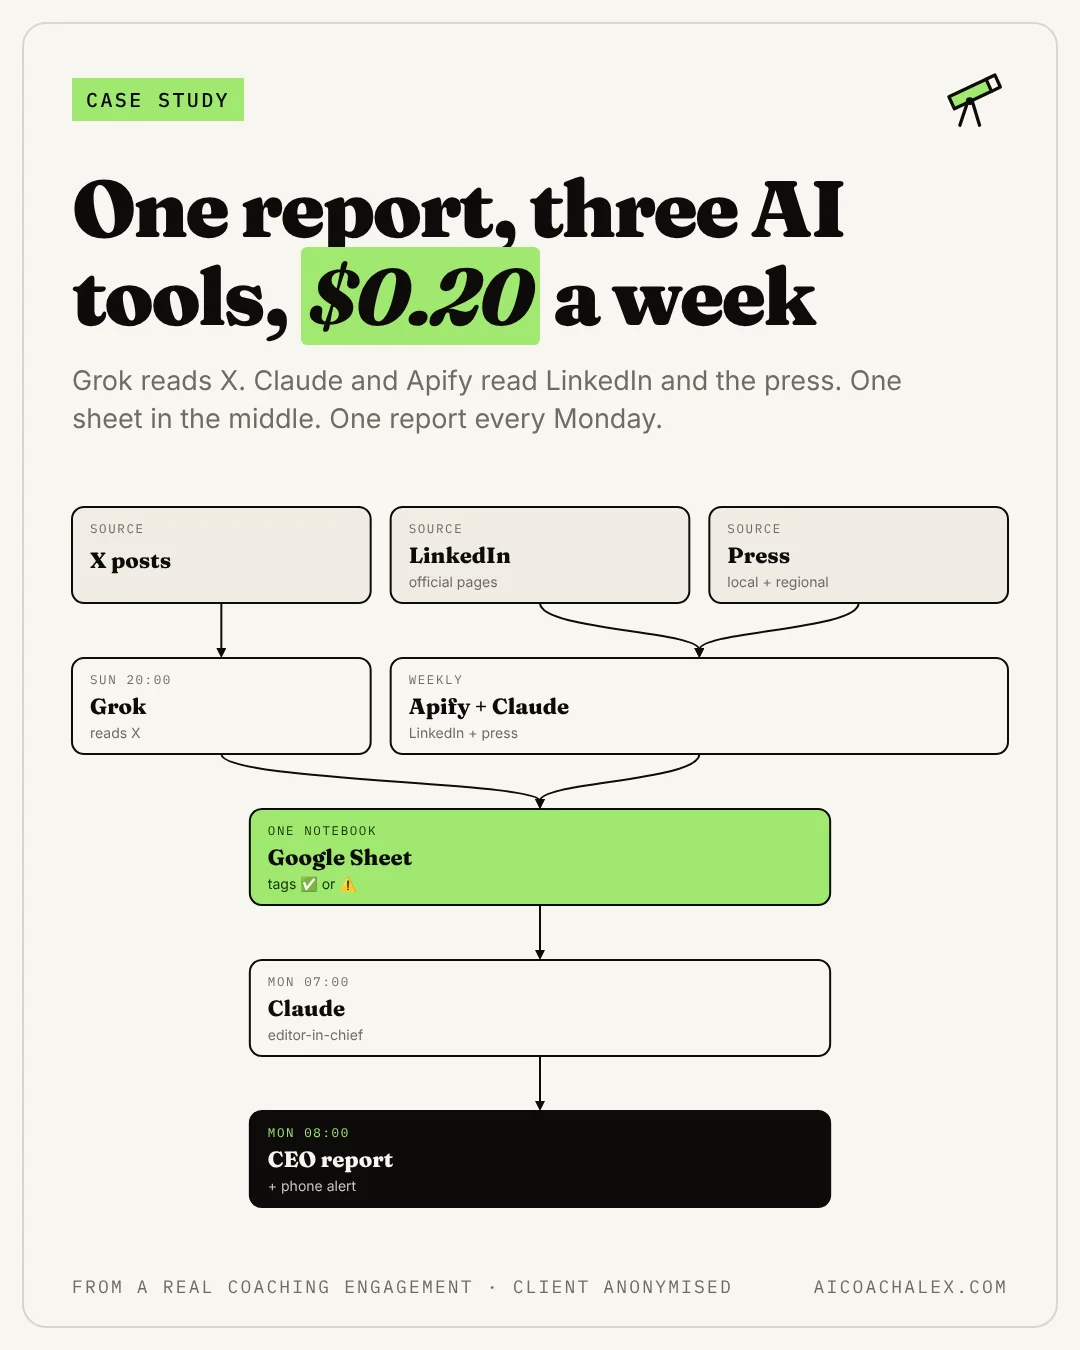 CASE STUDY
One report, three AI
tools, $0.20 a week
Grok reads X. Claude and Apify read LinkedIn and the press. One
sheet in the middle. One report every Monday.
SOURCE
X posts
SOURCE
LinkedIn
official pages
SOURCE
Press
local + regional
SUN 20:00
Grok
reads X
WEEKLY
Apify + Claude
LinkedIn + press
ONE NOTEBOOK
Google Sheet
tags ✅ or ⚠️
MON 07:00
Claude
editor-in-chief
MON 08:00
CEO report
+ phone alert
FROM A REAL COACHING ENGAGEMENT · CLIENT ANONYMISED
AICOACHALEX.COM